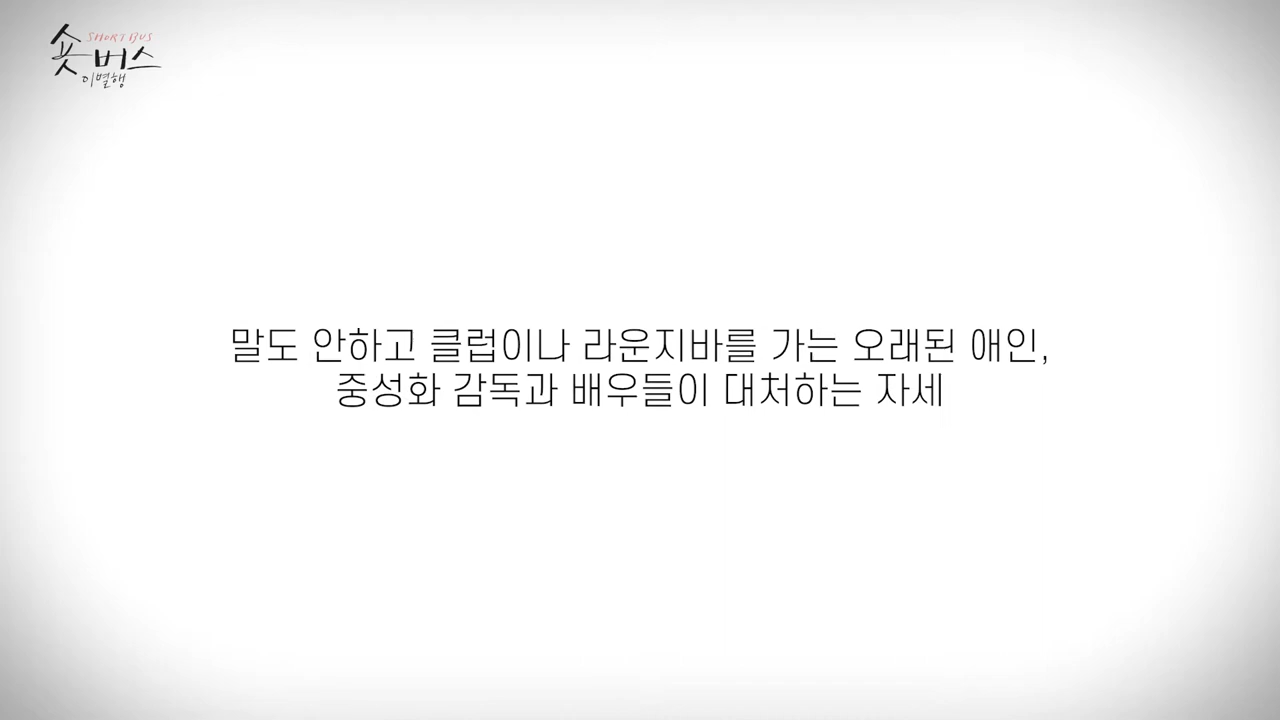 숏버스
SHORT BUS
이별행
말도 안하고 클럽이나 라운지바를 가는 오래된 애인,
중성화 감독과 배우들이 대처하는 자세